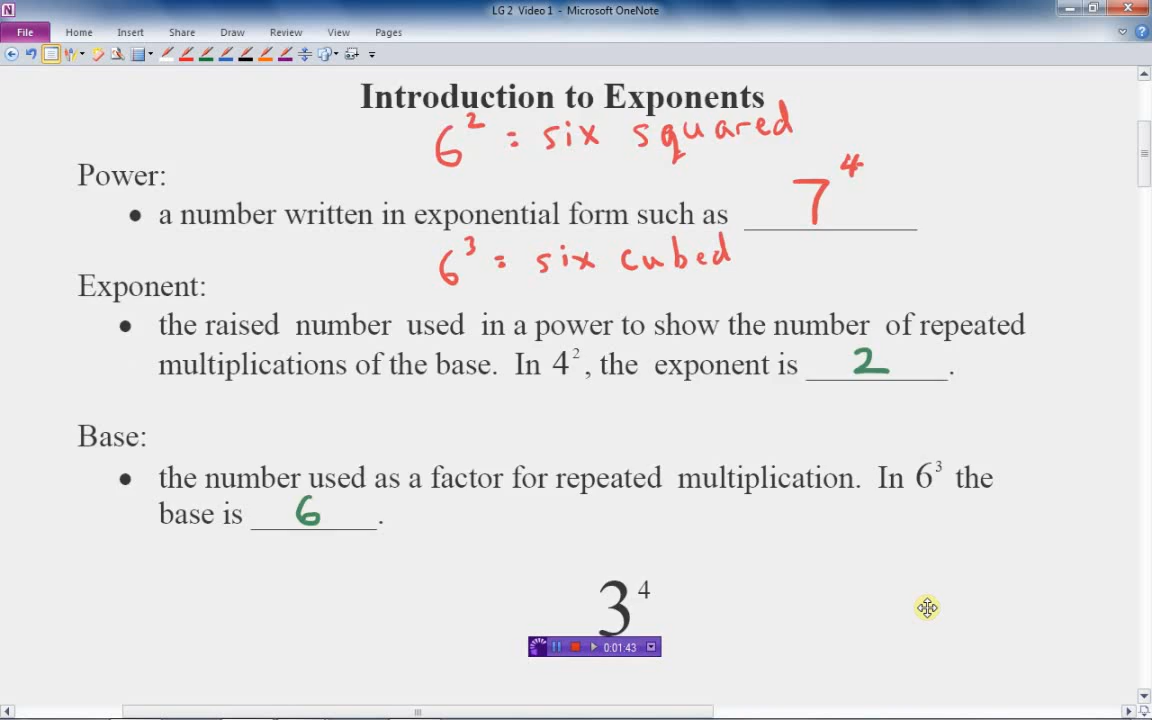 LG 2 Video 1 - Microsoft OneNote
File Home Insert Share Draw Review View Pages
Introduction to Exponents
6² = six squared
Power:
• a number written in exponential form such as 7⁴
6³ = six cubed
Exponent:
• the raised number used in a power to show the number of repeated
multiplications of the base. In 4², the exponent is 2.
Base:
• the number used as a factor for repeated multiplication. In 6³ the
base is 6.
3⁴
0:01:43